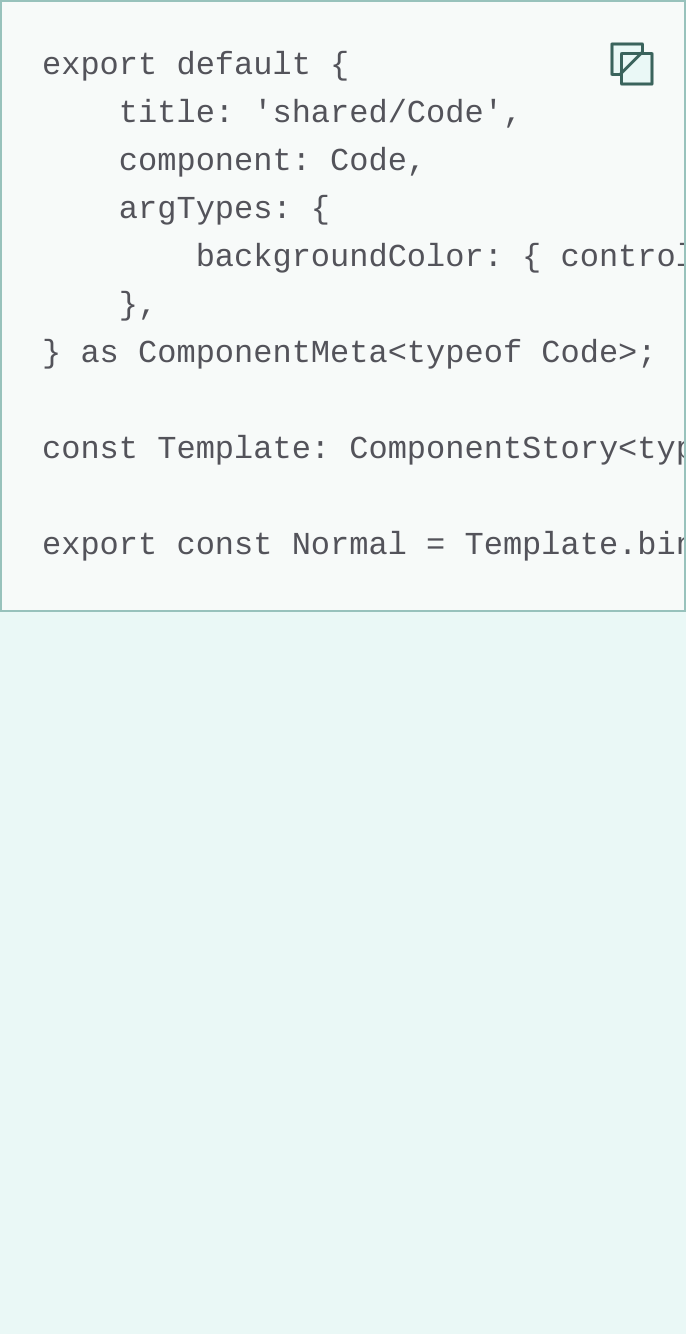 export default {
    title: 'shared/Code',
    component: Code,
    argTypes: {
        backgroundColor: { control
    },
} as ComponentMeta<typeof Code>;
const Template: ComponentStory<typ
export const Normal = Template.bin